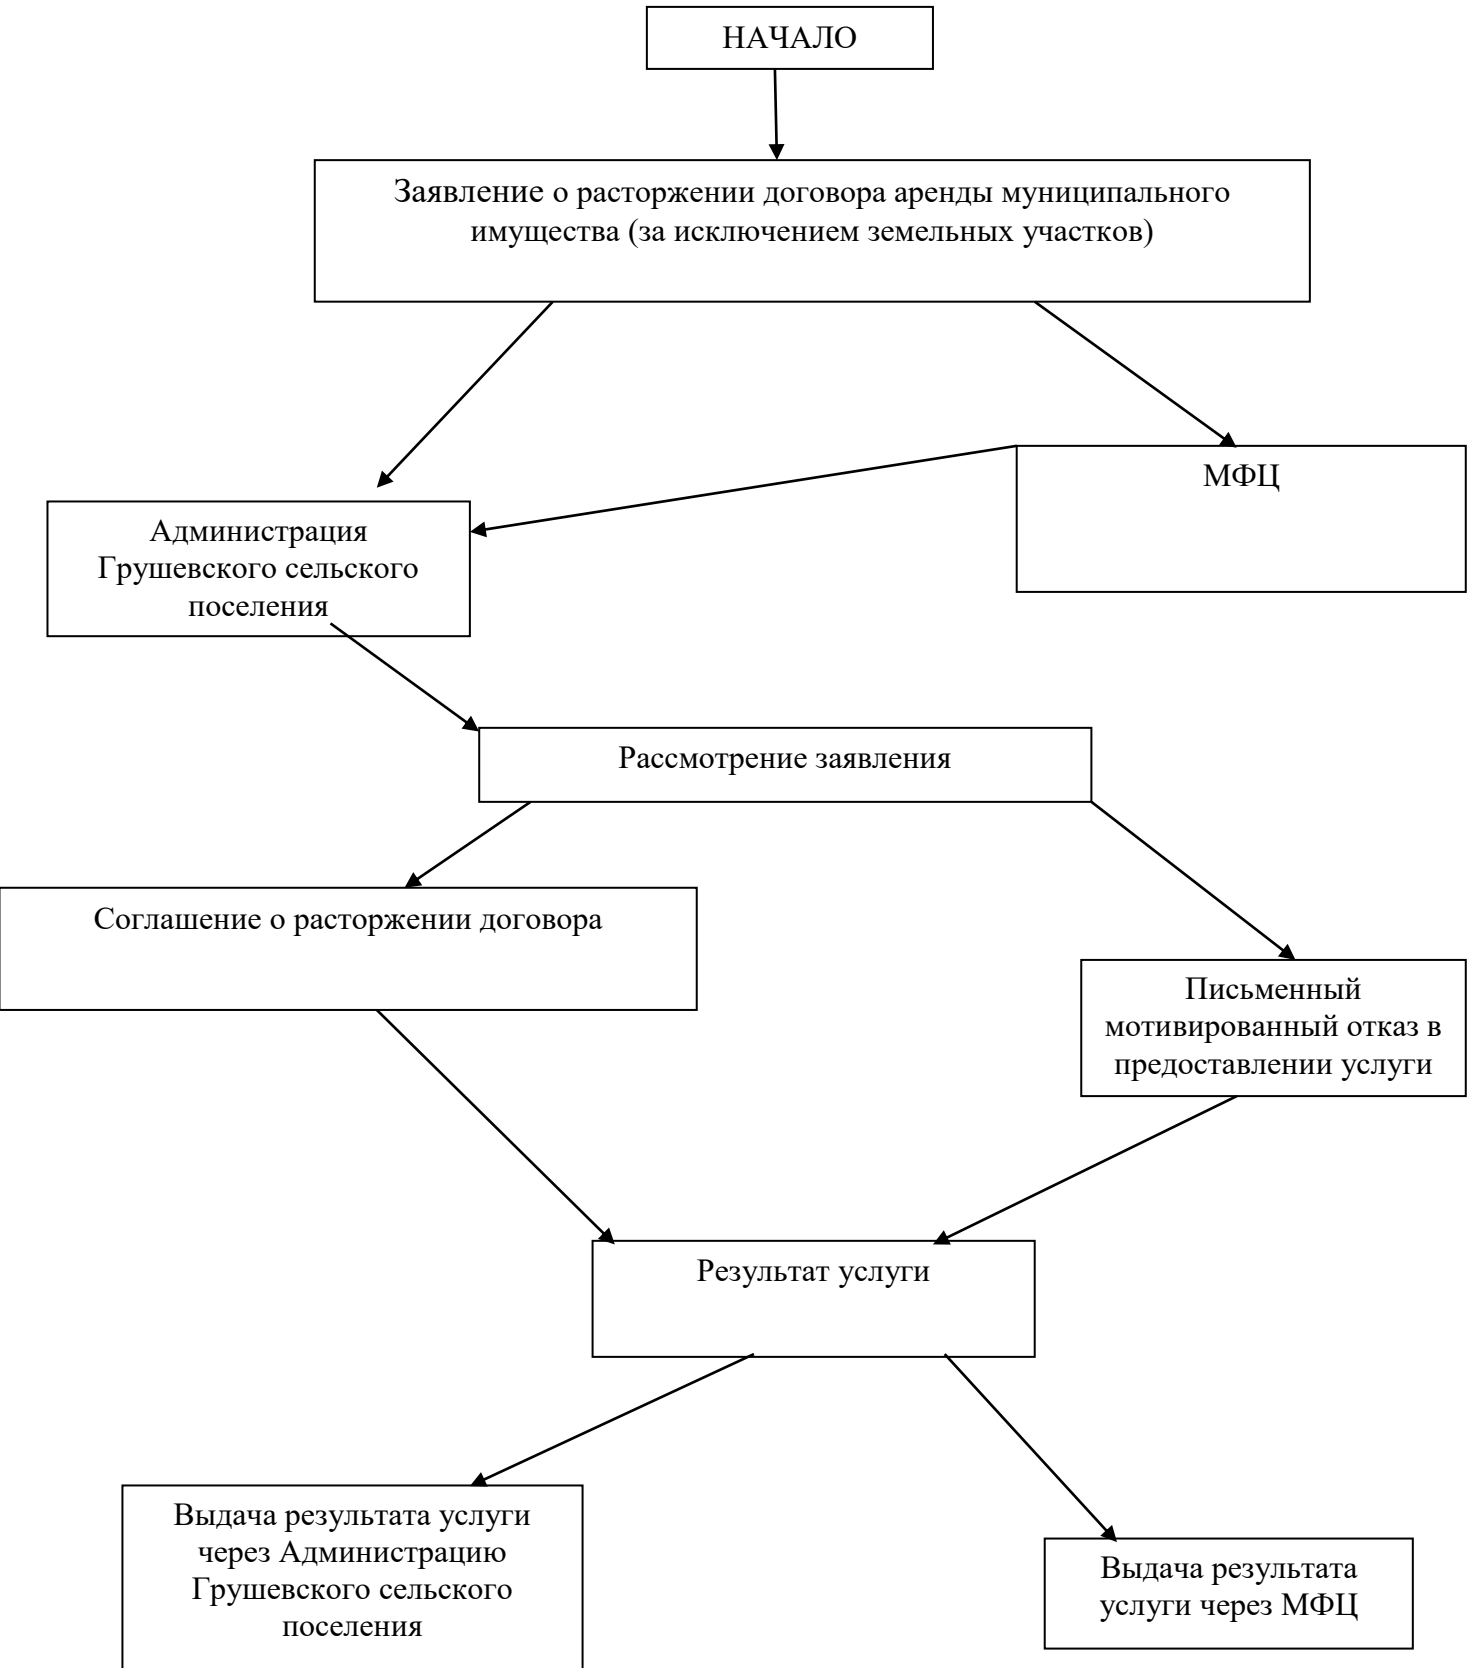 НАЧАЛО
Заявление о расторжении договора аренды муниципального
имущества (за исключением земельных участков)
МФЦ
Администрация
Грушевского сельского
поселения
Рассмотрение заявления
Соглашение о расторжении договора
Письменный
мотивированный отказ в
предоставлении услуги
Результат услуги
Выдача результата услуги
через Администрацию
Грушевского сельского
поселения
Выдача результата
услуги через МФЦ